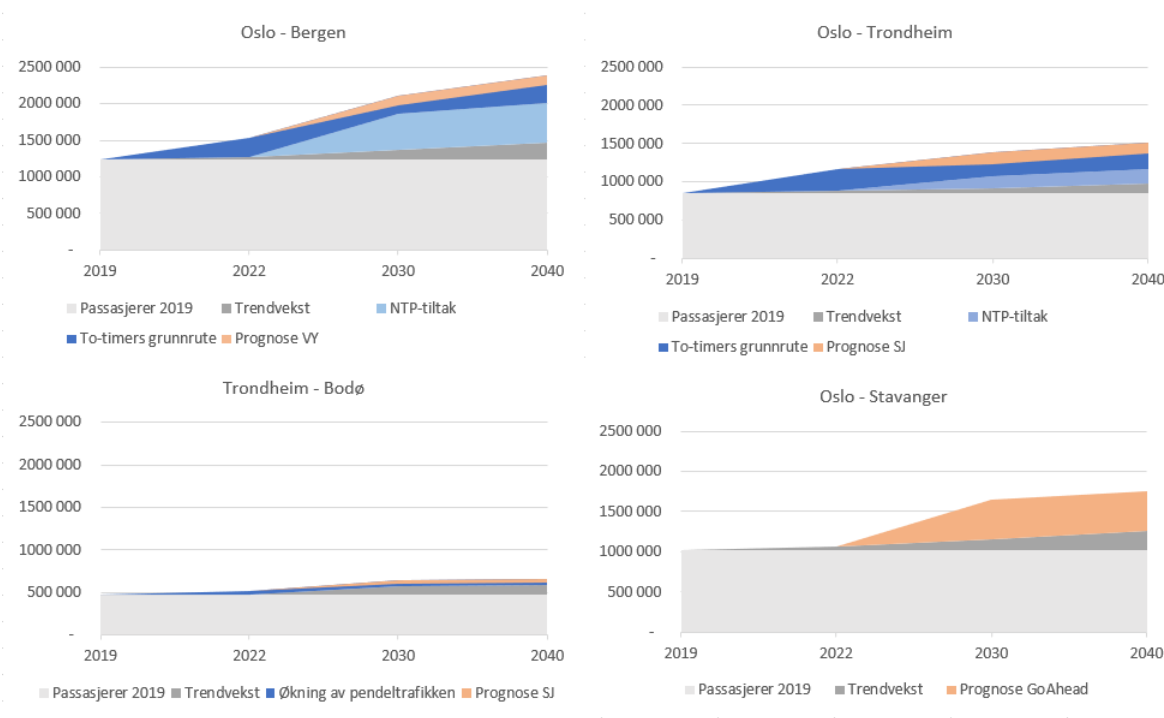 Oslo - Bergen
2500 000
2000 000
1500 000
1000 000
500 000
-
2019 2022 2030 2040
Passasjerer 2019 Trendvekst NTP-tiltak
To-timers grunnrute Prognose VY
Oslo - Trondheim
2500 000
2000 000
1500 000
1000 000
500 000
-
2019 2022 2030 2040
Passasjerer 2019 Trendvekst NTP-tiltak
To-timers grunnrute Prognose SJ
Trondheim - Bodø
2500 000
2000 000
1500 000
1000 000
500 000
-
2019 2022 2030 2040
Passasjerer 2019 Trendvekst Økning av pendeltrafikken Prognose SJ
Oslo - Stavanger
2500 000
2000 000
1500 000
1000 000
500 000
-
2019 2022 2030 2040
Passasjerer 2019 Trendvekst Prognose GoAhead